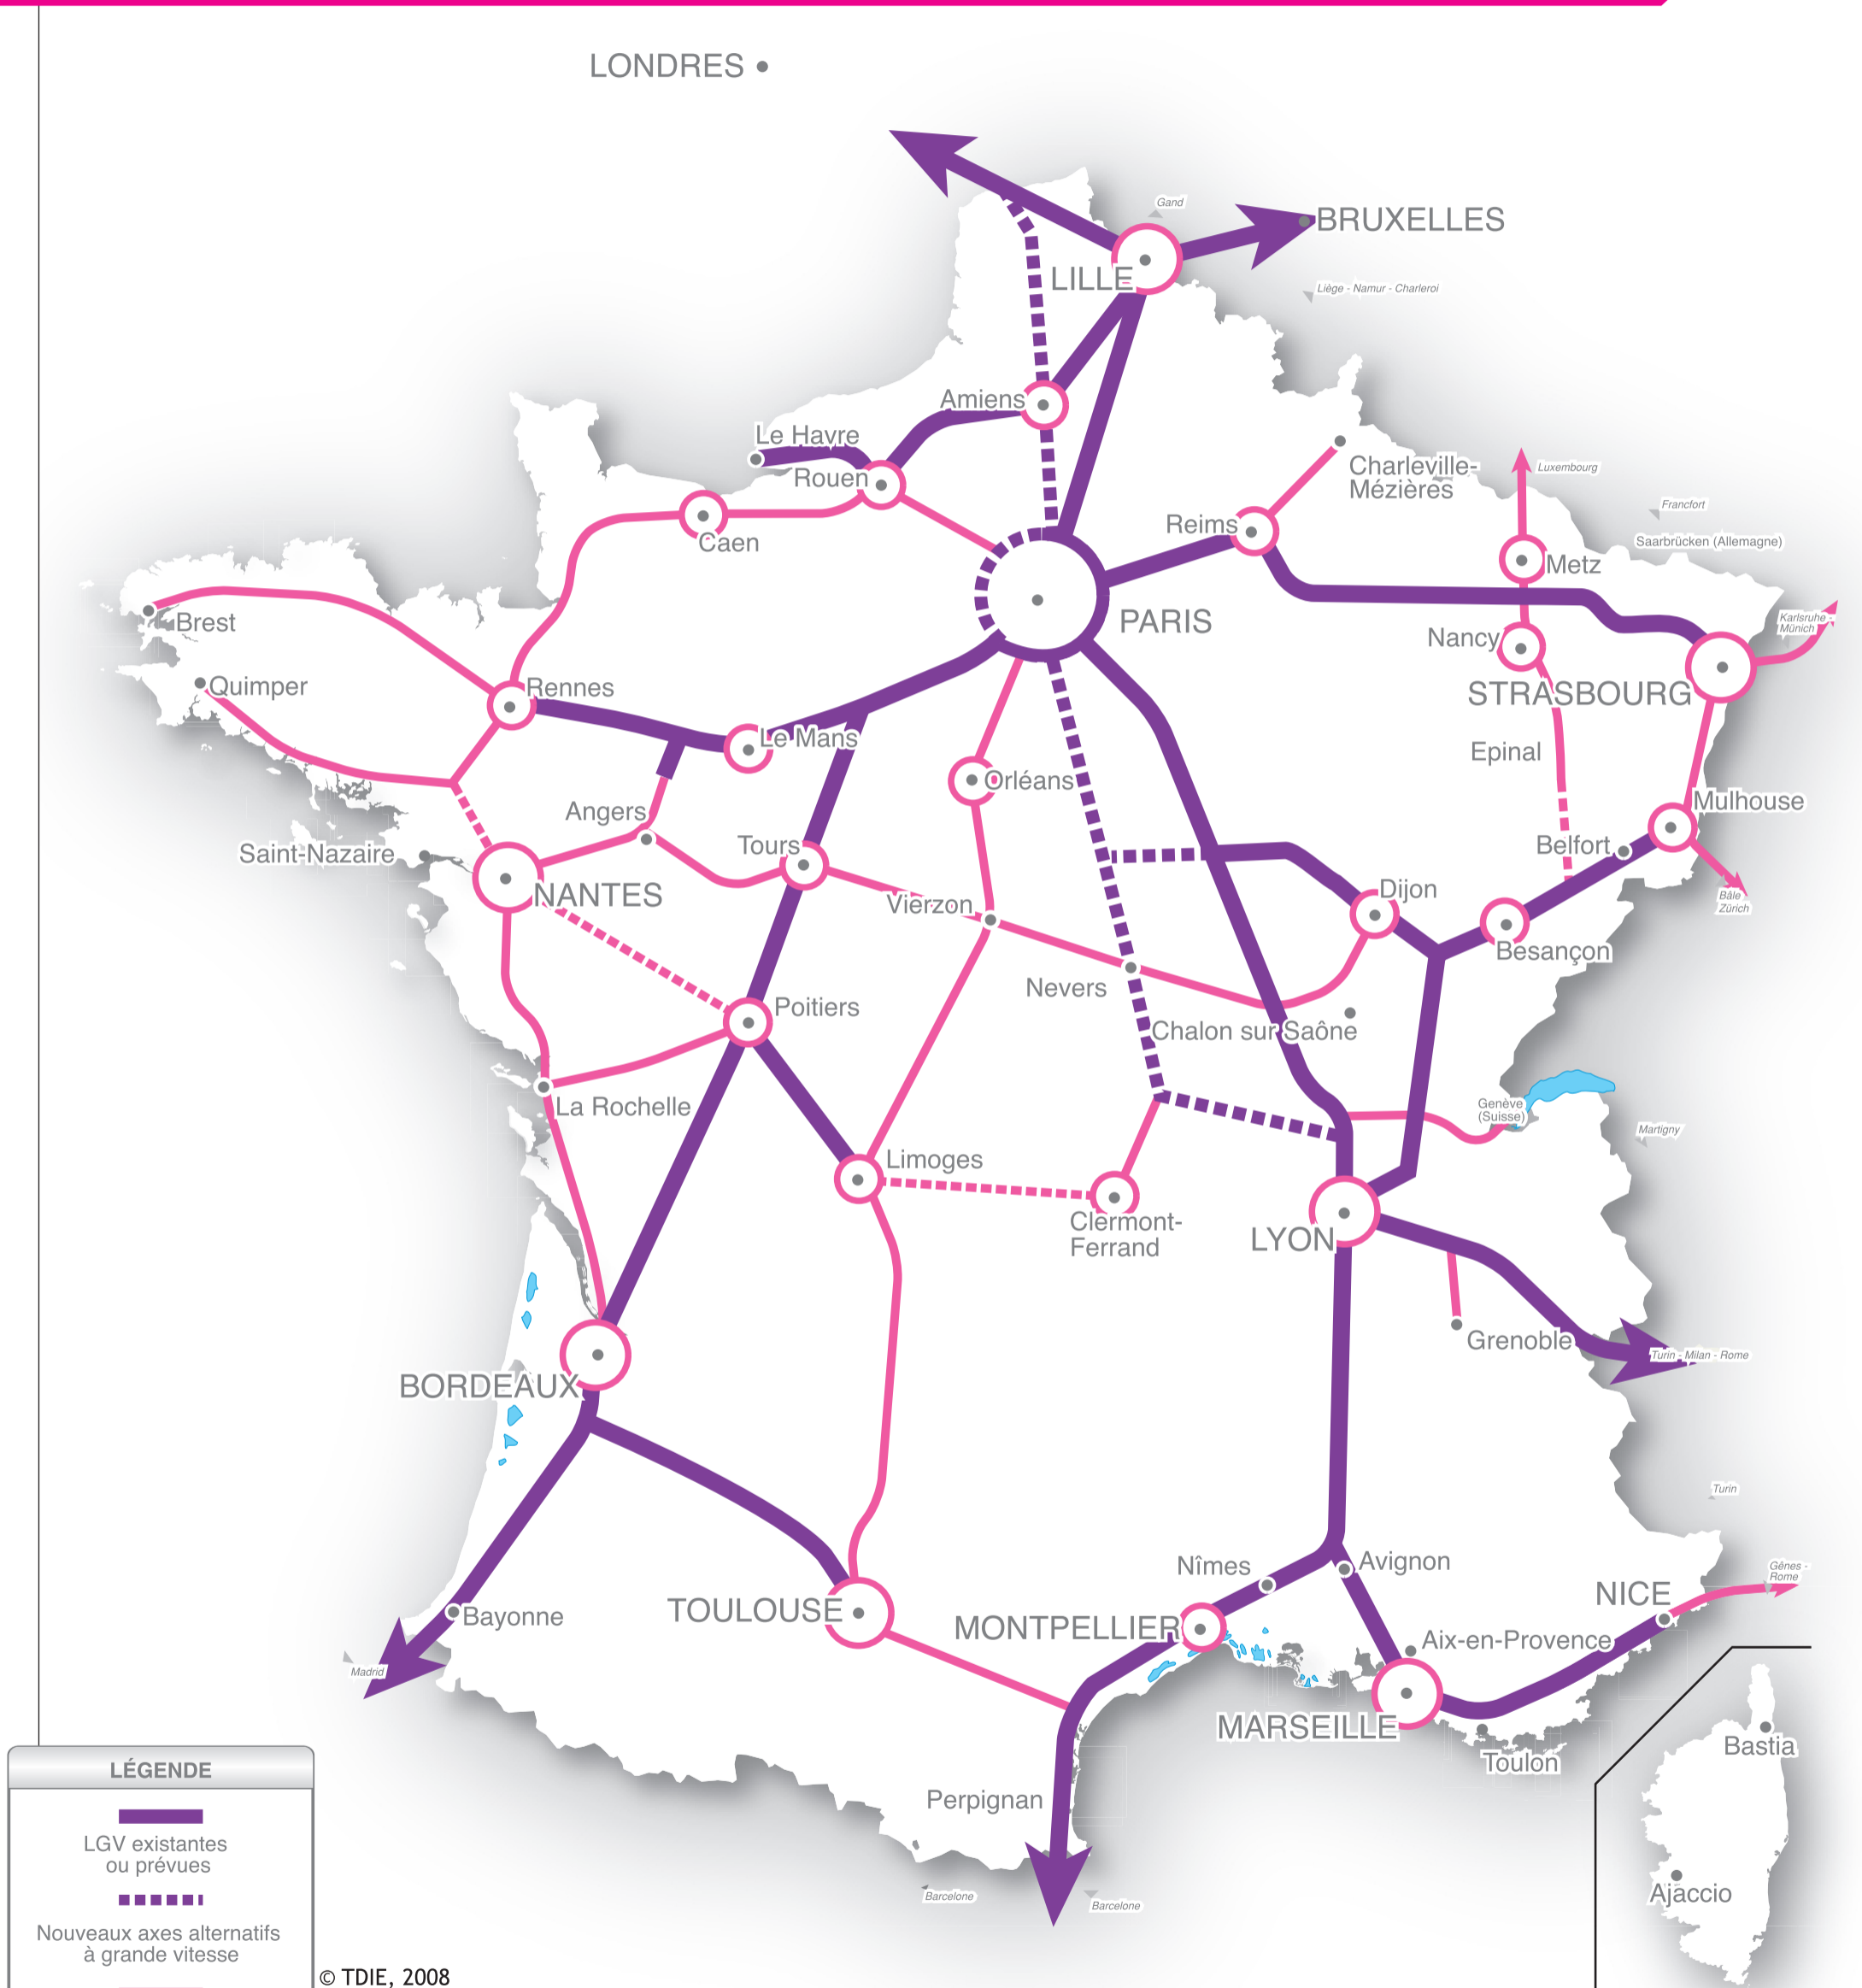 LONDRES
Gand
BRUXELLES
LILLE
Liège - Namur - Charleroi
Amiens
Le Havre
Rouen
Charleville-
Mézières
Luxembourg
Francfort
Reims
Caen
Saarbrücken (Allemagne)
Metz
Brest
PARIS
Karlsruhe -
Münich
Nancy
Quimper
Rennes
STRASBOURG
Le Mans
Epinal
Orléans
Mulhouse
Angers
Tours
Belfort
Saint-Nazaire
NANTES
Vierzon
Dijon
Bâle
Zürich
Besançon
Nevers
Poitiers
Chalon sur Saône
La Rochelle
Genève
(Suisse)
Martigny
Limoges
Clermont-
Ferrand
LYON
Grenoble
Turin - Milan - Rome
BORDEAUX
Turin
Nîmes
Avignon
Gênes -
Rome
NICE
TOULOUSE
Bayonne
MONTPELLIER
Aix-en-Provence
Madrid
MARSEILLE
Toulon
Bastia
LÉGENDE
Perpignan
LGV existantes
ou prévues
Barcelone
Barcelone
Ajaccio
Nouveaux axes alternatifs
à grande vitesse
© TDIE, 2008